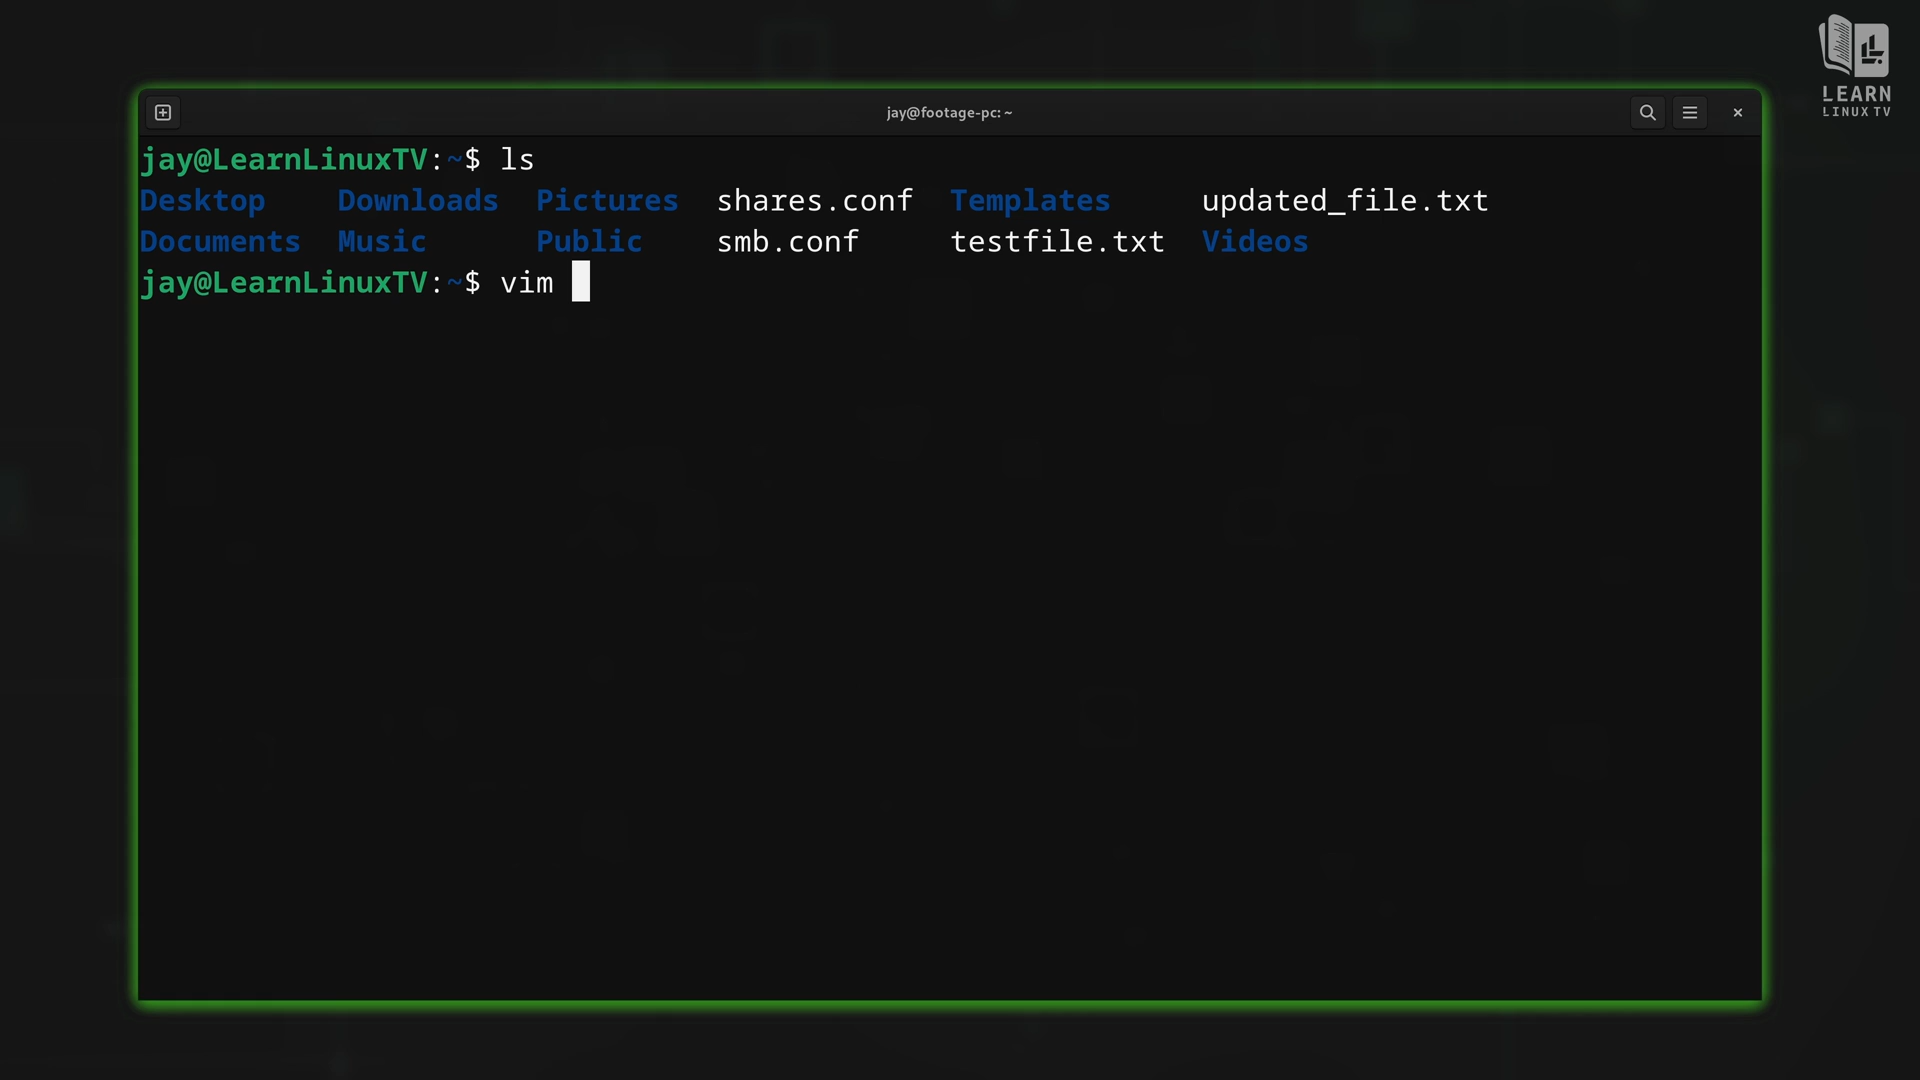 LEARN
LINUX TV
jay@footage-pc: ~
jay@LearnLinuxTV:~$ ls
Desktop Downloads Pictures shares.conf Templates updated_file.txt
Documents Music Public smb.conf testfile.txt Videos
jay@LearnLinuxTV:~$ vim